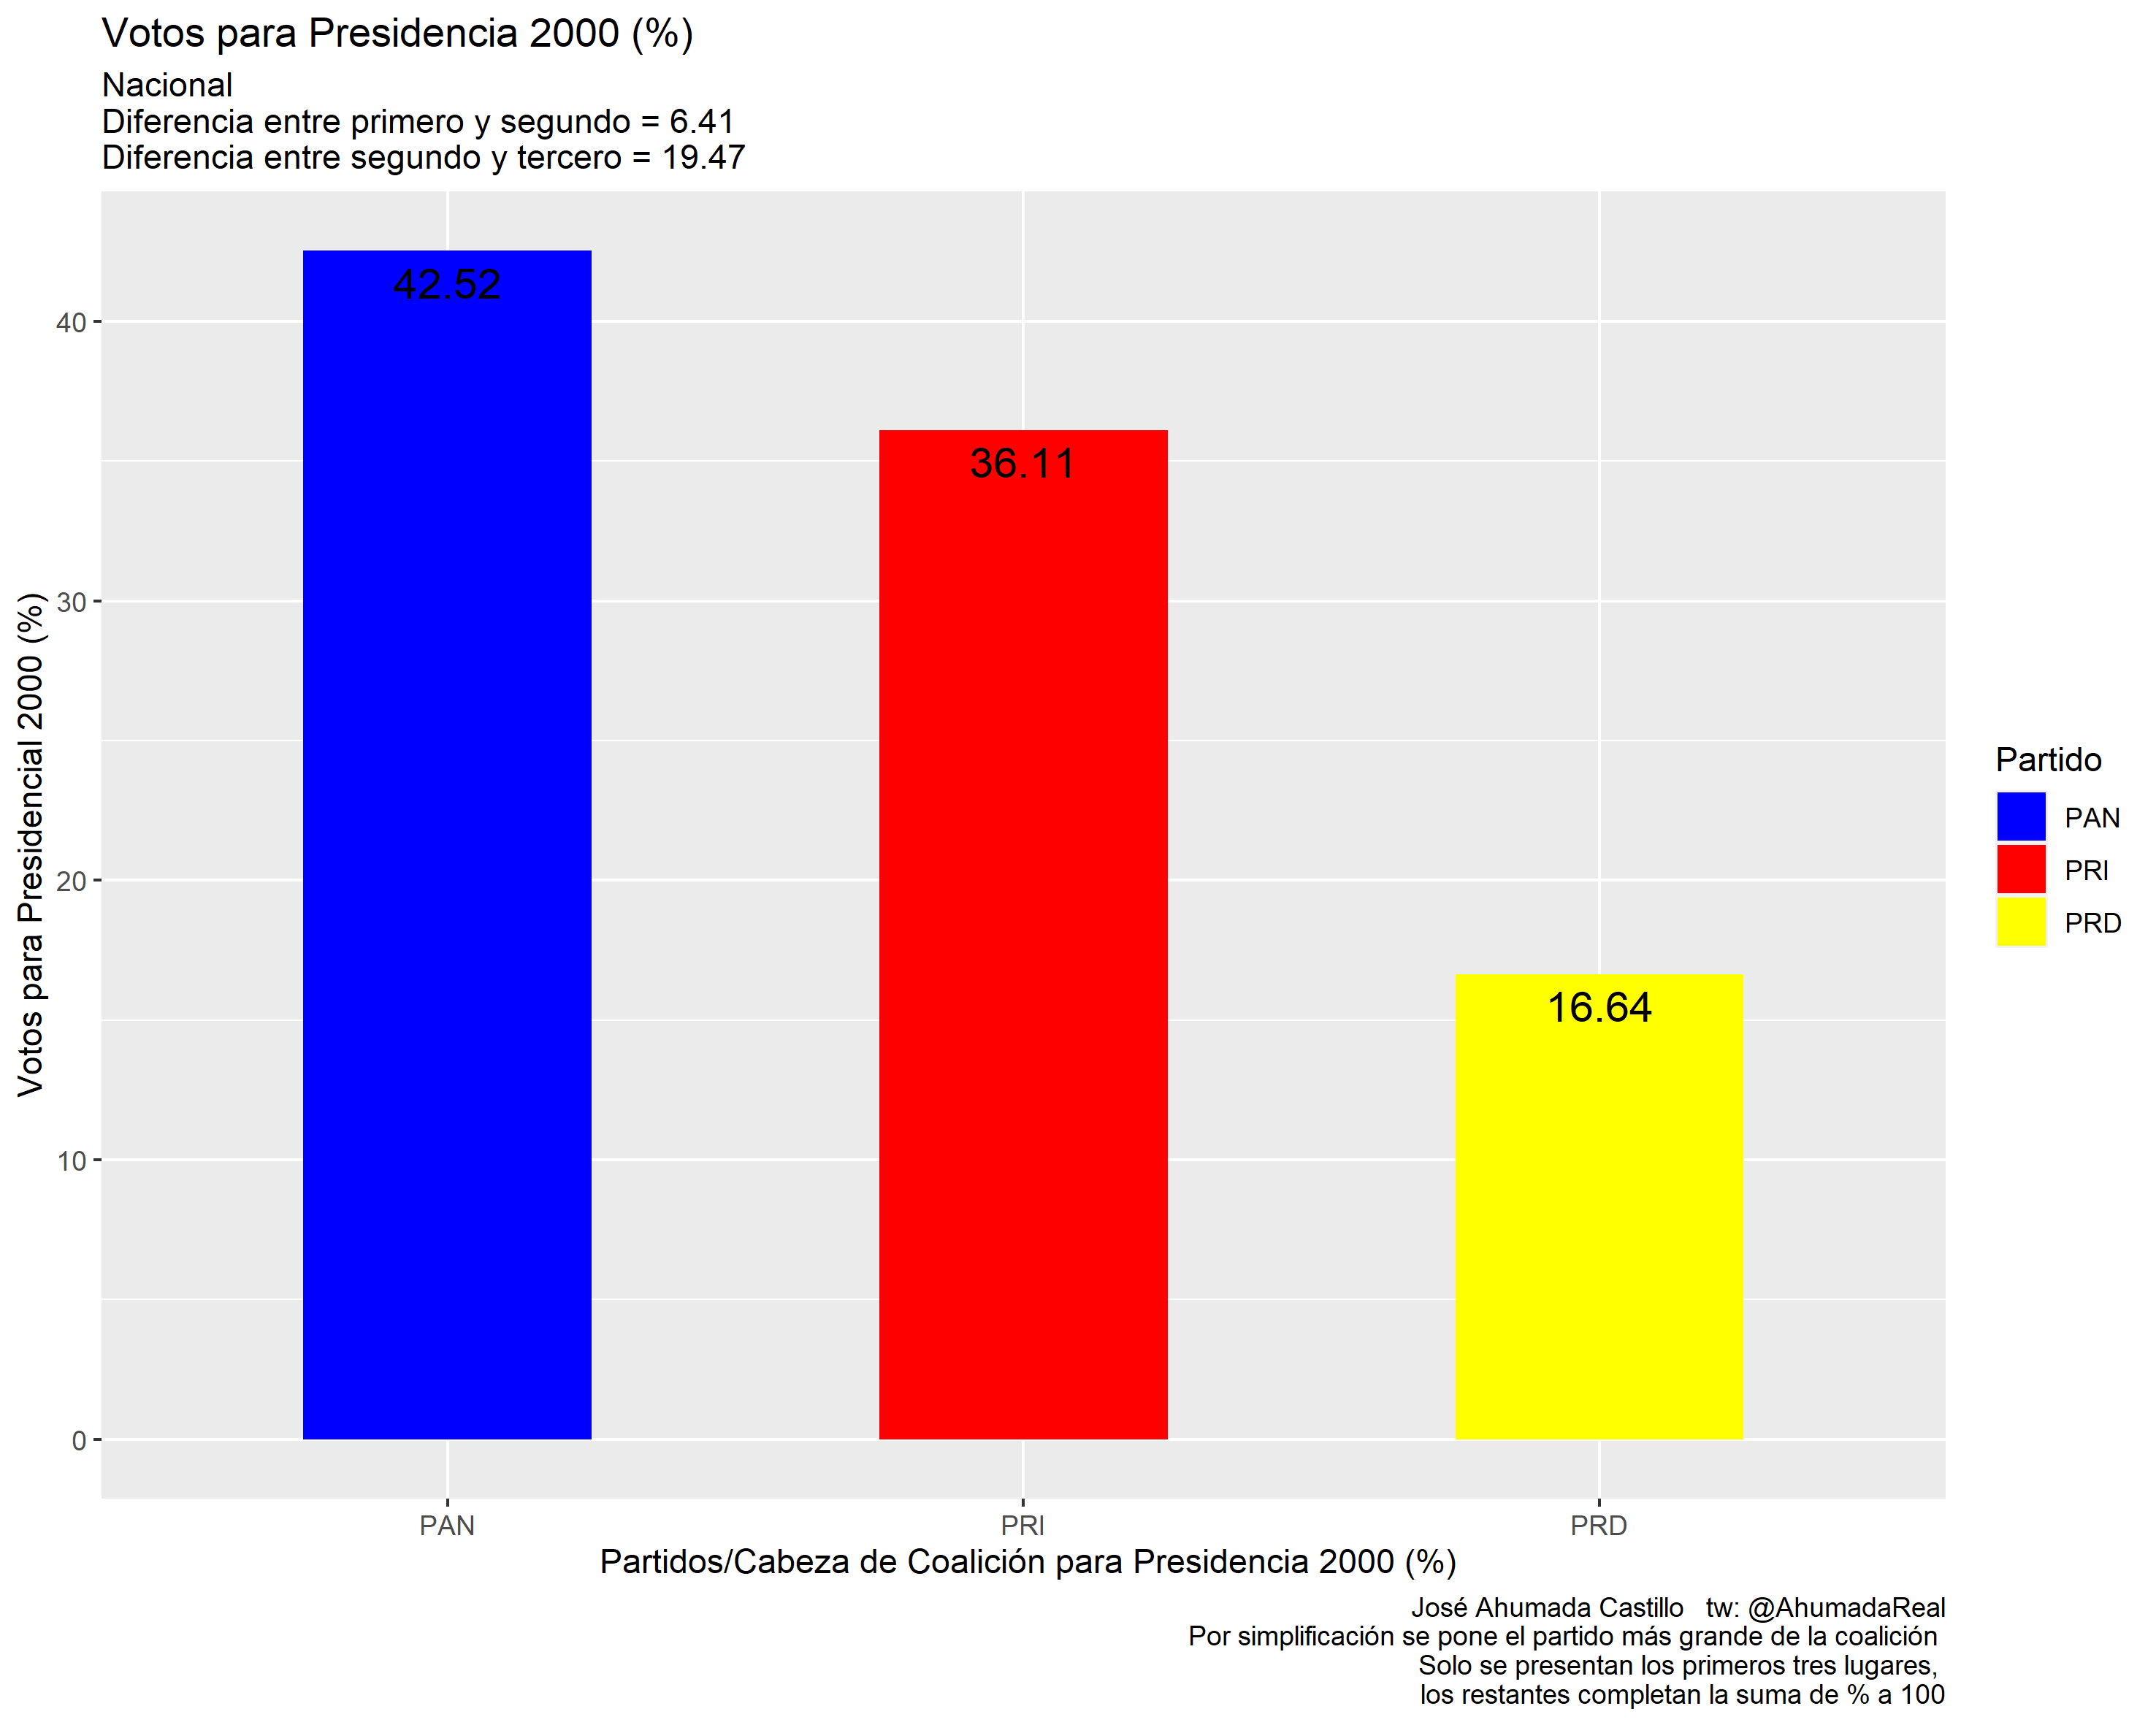 Votos para Presidencia 2000 (%)
Nacional
Diferencia entre primero y segundo = 6.41
Diferencia entre segundo y tercero = 19.47
Votos para Presidencial 2000 (%)
40
30
20
10
0
42.52
36.11
16.64
PAN
PRI
PRD
Partidos/Cabeza de Coalición para Presidencia 2000 (%)
Partido
PAN
PRI
PRD
José Ahumada Castillo   tw: @AhumadaReal
Por simplificación se pone el partido más grande de la coalición
Solo se presentan los primeros tres lugares,
los restantes completan la suma de % a 100